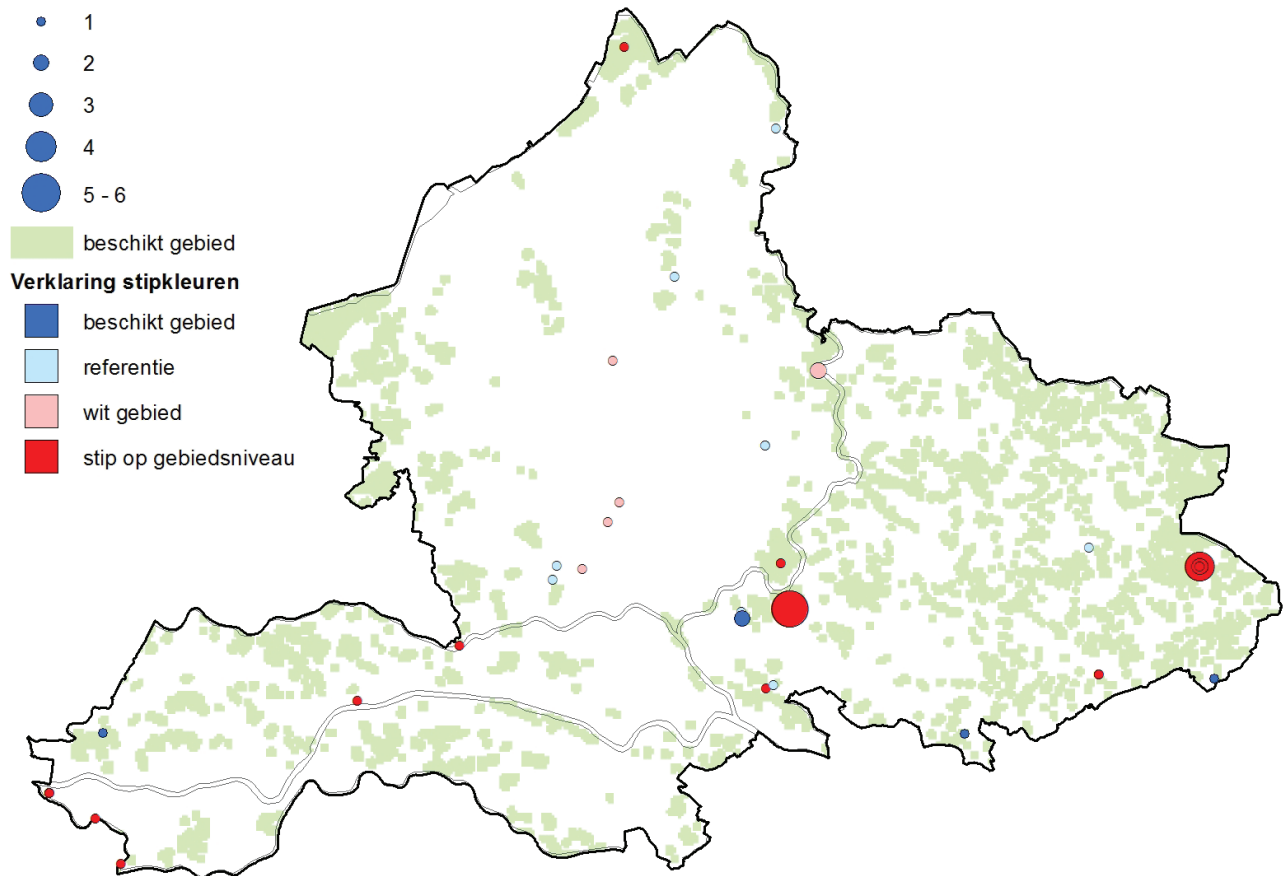 1
2
3
4
5 - 6
beschikt gebied
Verklaring stipkleuren
beschikt gebied
referentie
wit gebied
stip op gebiedsniveau